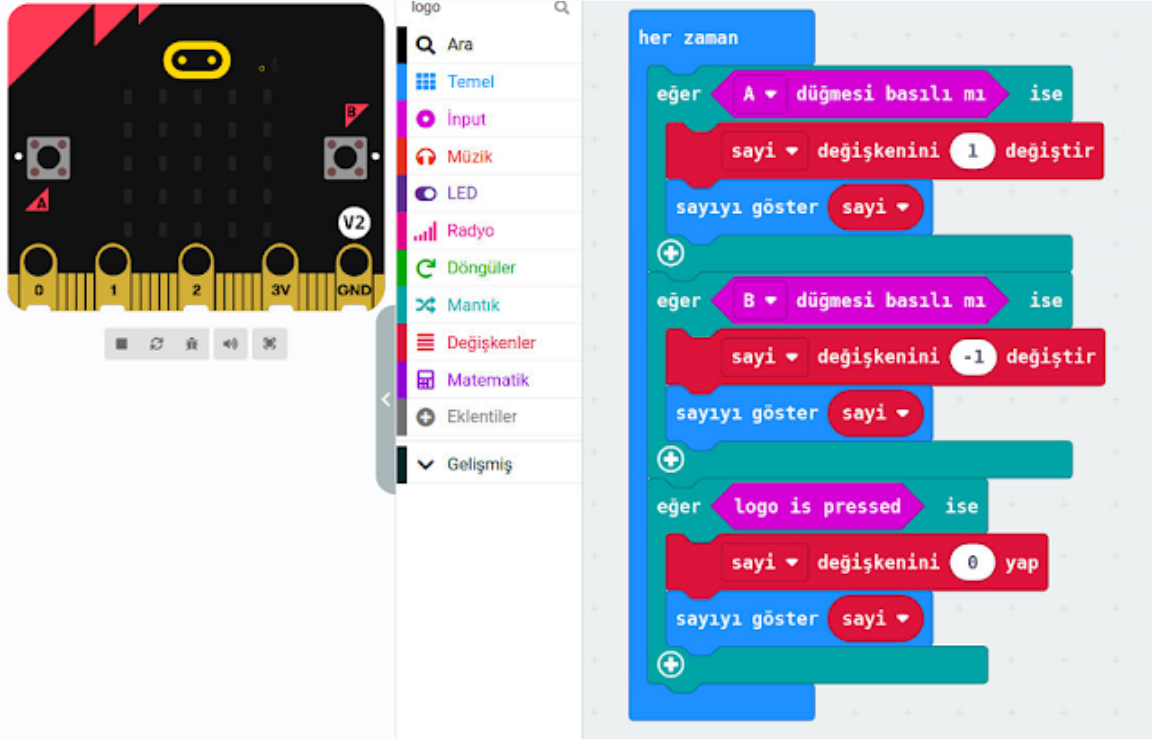 A
B
V2
0 1 2 3V GND
logo
Ara
Temel
İnput
Müzik
LED
Radyo
Döngüler
Mantık
Değişkenler
Matematik
Eklentiler
Gelişmiş
her zaman
eğer A düğmesi basılı mı ise
sayi değişkenini 1 değiştir
sayıyı göster sayi
eğer B düğmesi basılı mı ise
sayi değişkenini -1 değiştir
sayıyı göster sayi
eğer logo is pressed ise
sayi değişkenini 0 yap
sayıyı göster sayi